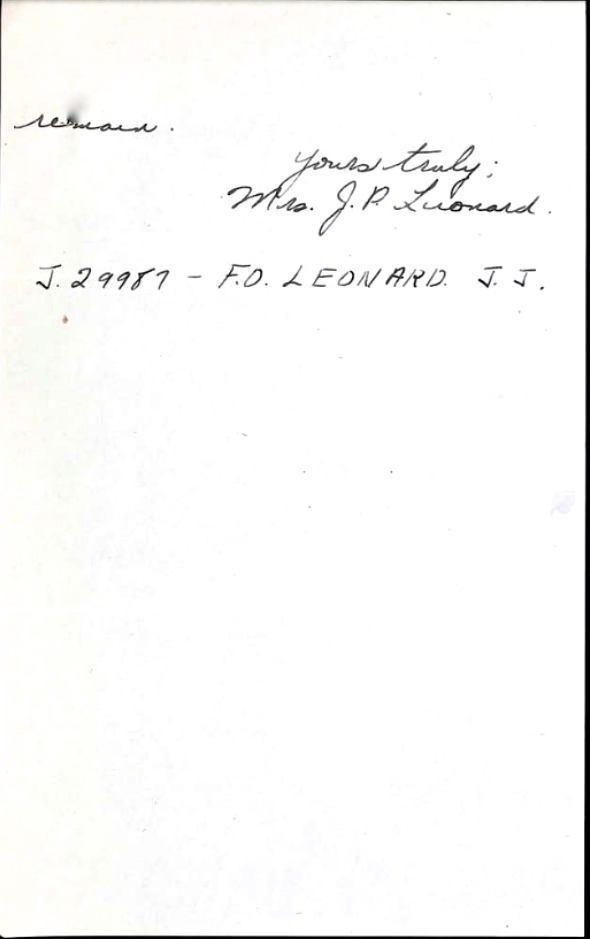 remain.
Yours truly;
Mrs. J. P. Leonard.
J. 29987 - F.O. LEONARD. J. J.